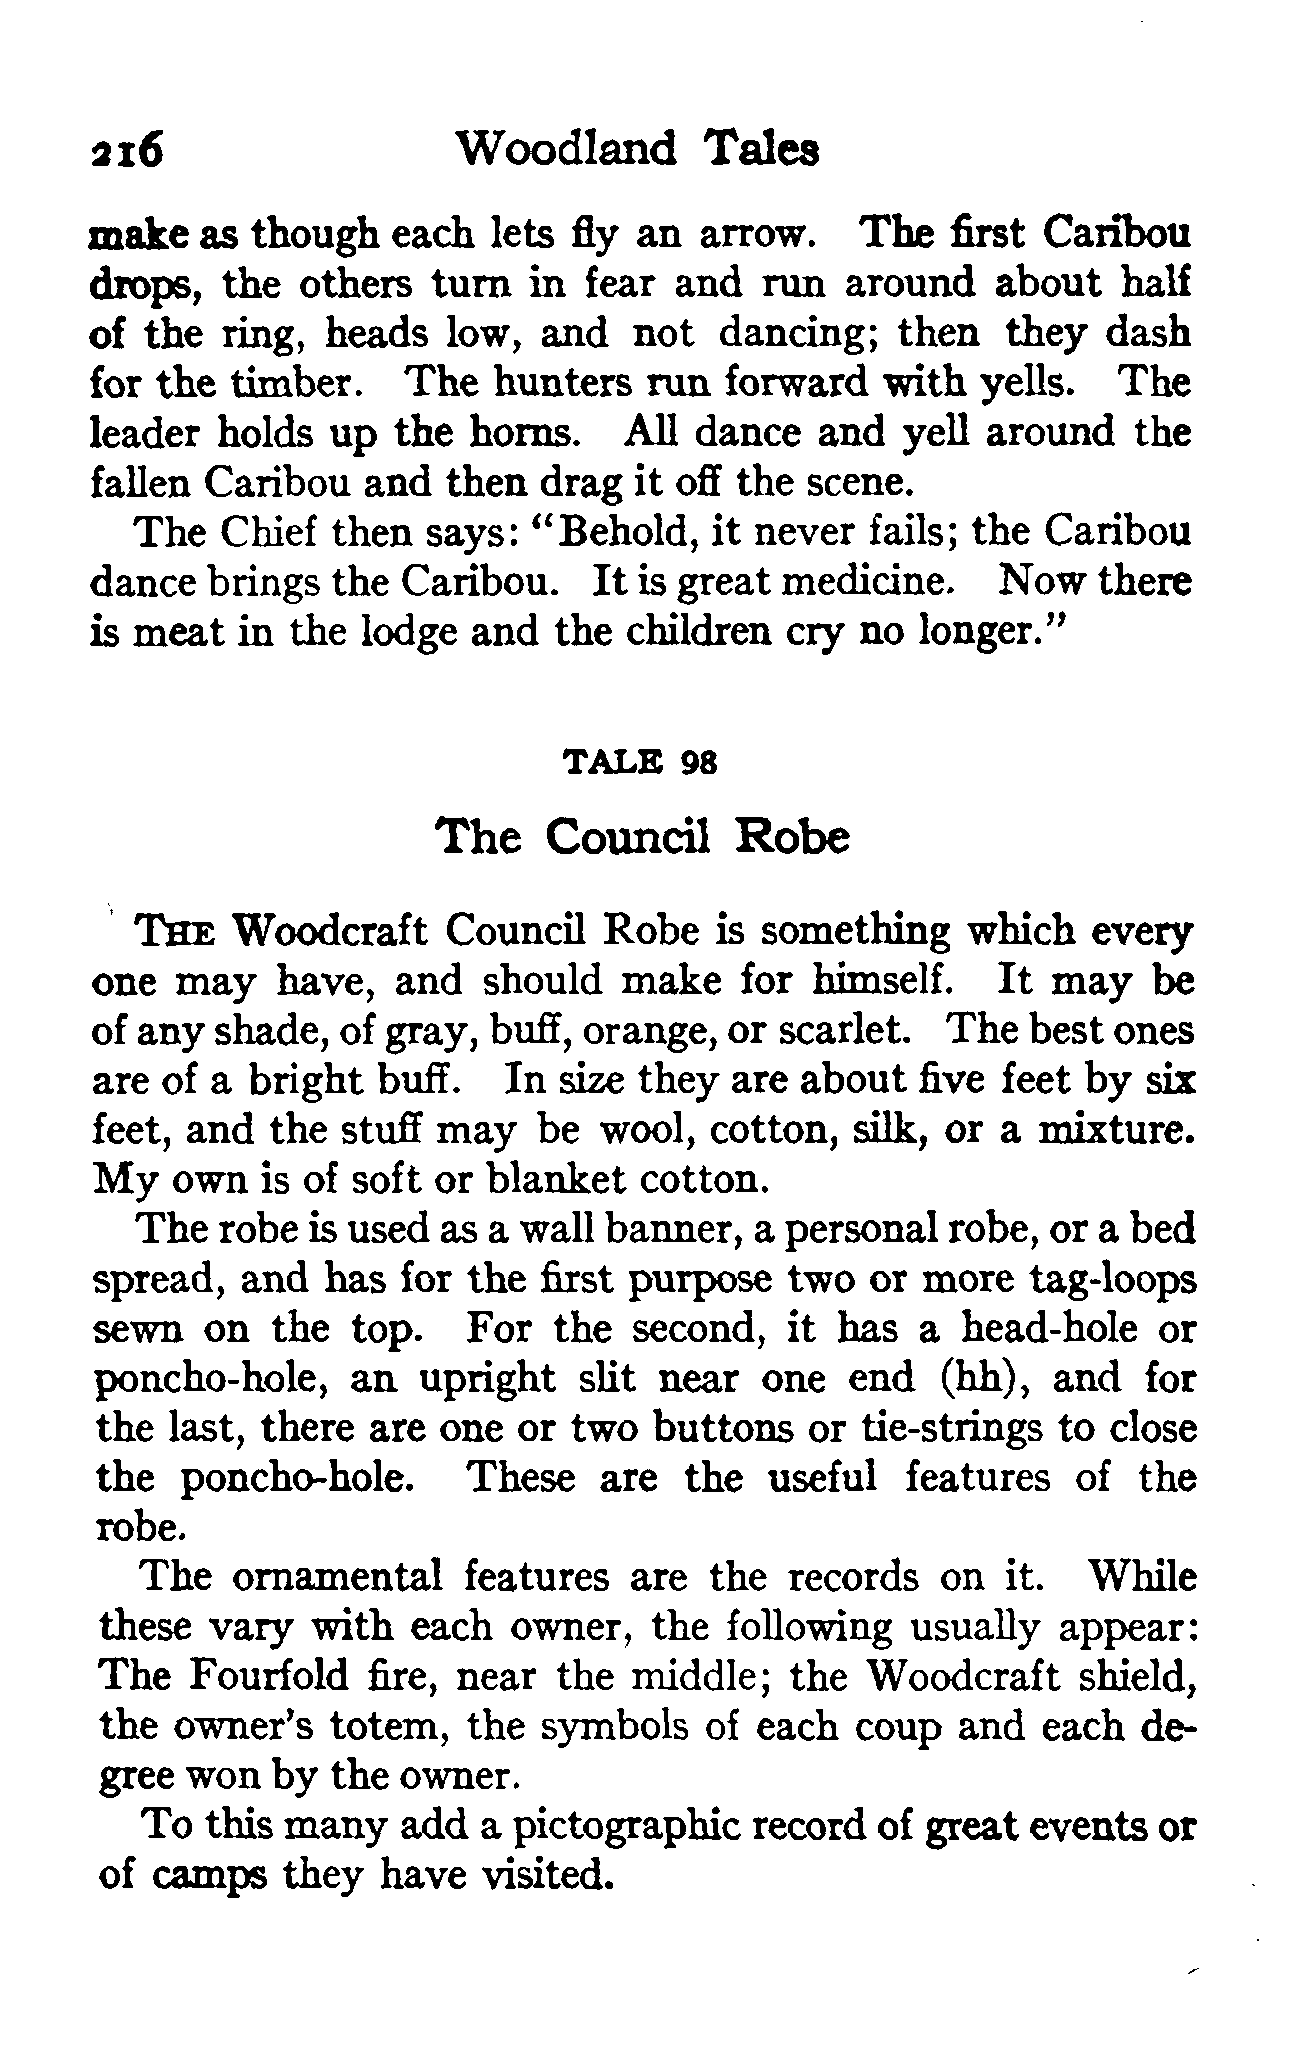 216 Woodland Tales
make as though each lets fly an arrow. The first Caribou
drops, the others turn in fear and run around about half
of the ring, heads low, and not dancing; then they dash
for the timber. The hunters run forward with yells. The
leader holds up the horns. All dance and yell around the
fallen Caribou and then drag it off the scene.
The Chief then says: "Behold, it never fails; the Caribou
dance brings the Caribou. It is great medicine. Now there
is meat in the lodge and the children cry no longer."
TALE 98
The Council Robe
THE Woodcraft Council Robe is something which every
one may have, and should make for himself. It may be
of any shade, of gray, buff, orange, or scarlet. The best ones
are of a bright buff. In size they are about five feet by six
feet, and the stuff may be wool, cotton, silk, or a mixture.
My own is of soft or blanket cotton.
The robe is used as a wall banner, a personal robe, or a bed
spread, and has for the first purpose two or more tag-loops
sewn on the top. For the second, it has a head-hole or
poncho-hole, an upright slit near one end (hh), and for
the last, there are one or two buttons or tie-strings to close
the poncho-hole. These are the useful features of the
robe.
The ornamental features are the records on it. While
these vary with each owner, the following usually appear:
The Fourfold fire, near the middle; the Woodcraft shield,
the owner's totem, the symbols of each coup and each de-
gree won by the owner.
To this many add a pictographic record of great events or
of camps they have visited.